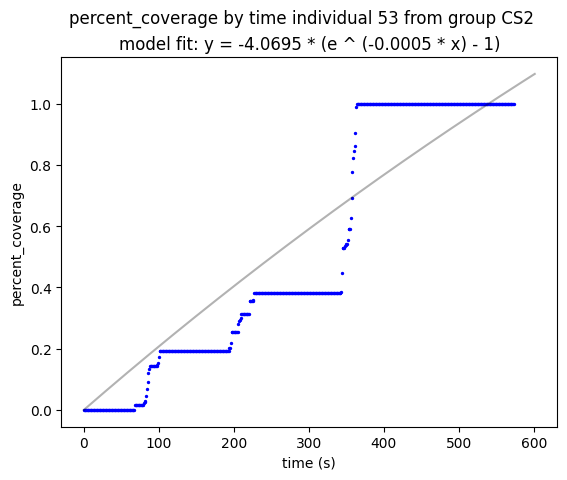 percent_coverage by time individual 53 from group CS2
model fit: y = -4.0695 * (e ^ (-0.0005 * x) - 1)
1.0
0.8
0.6
0.4
0.2
0.0
percent_coverage
0 100 200 300 400 500 600
time (s)